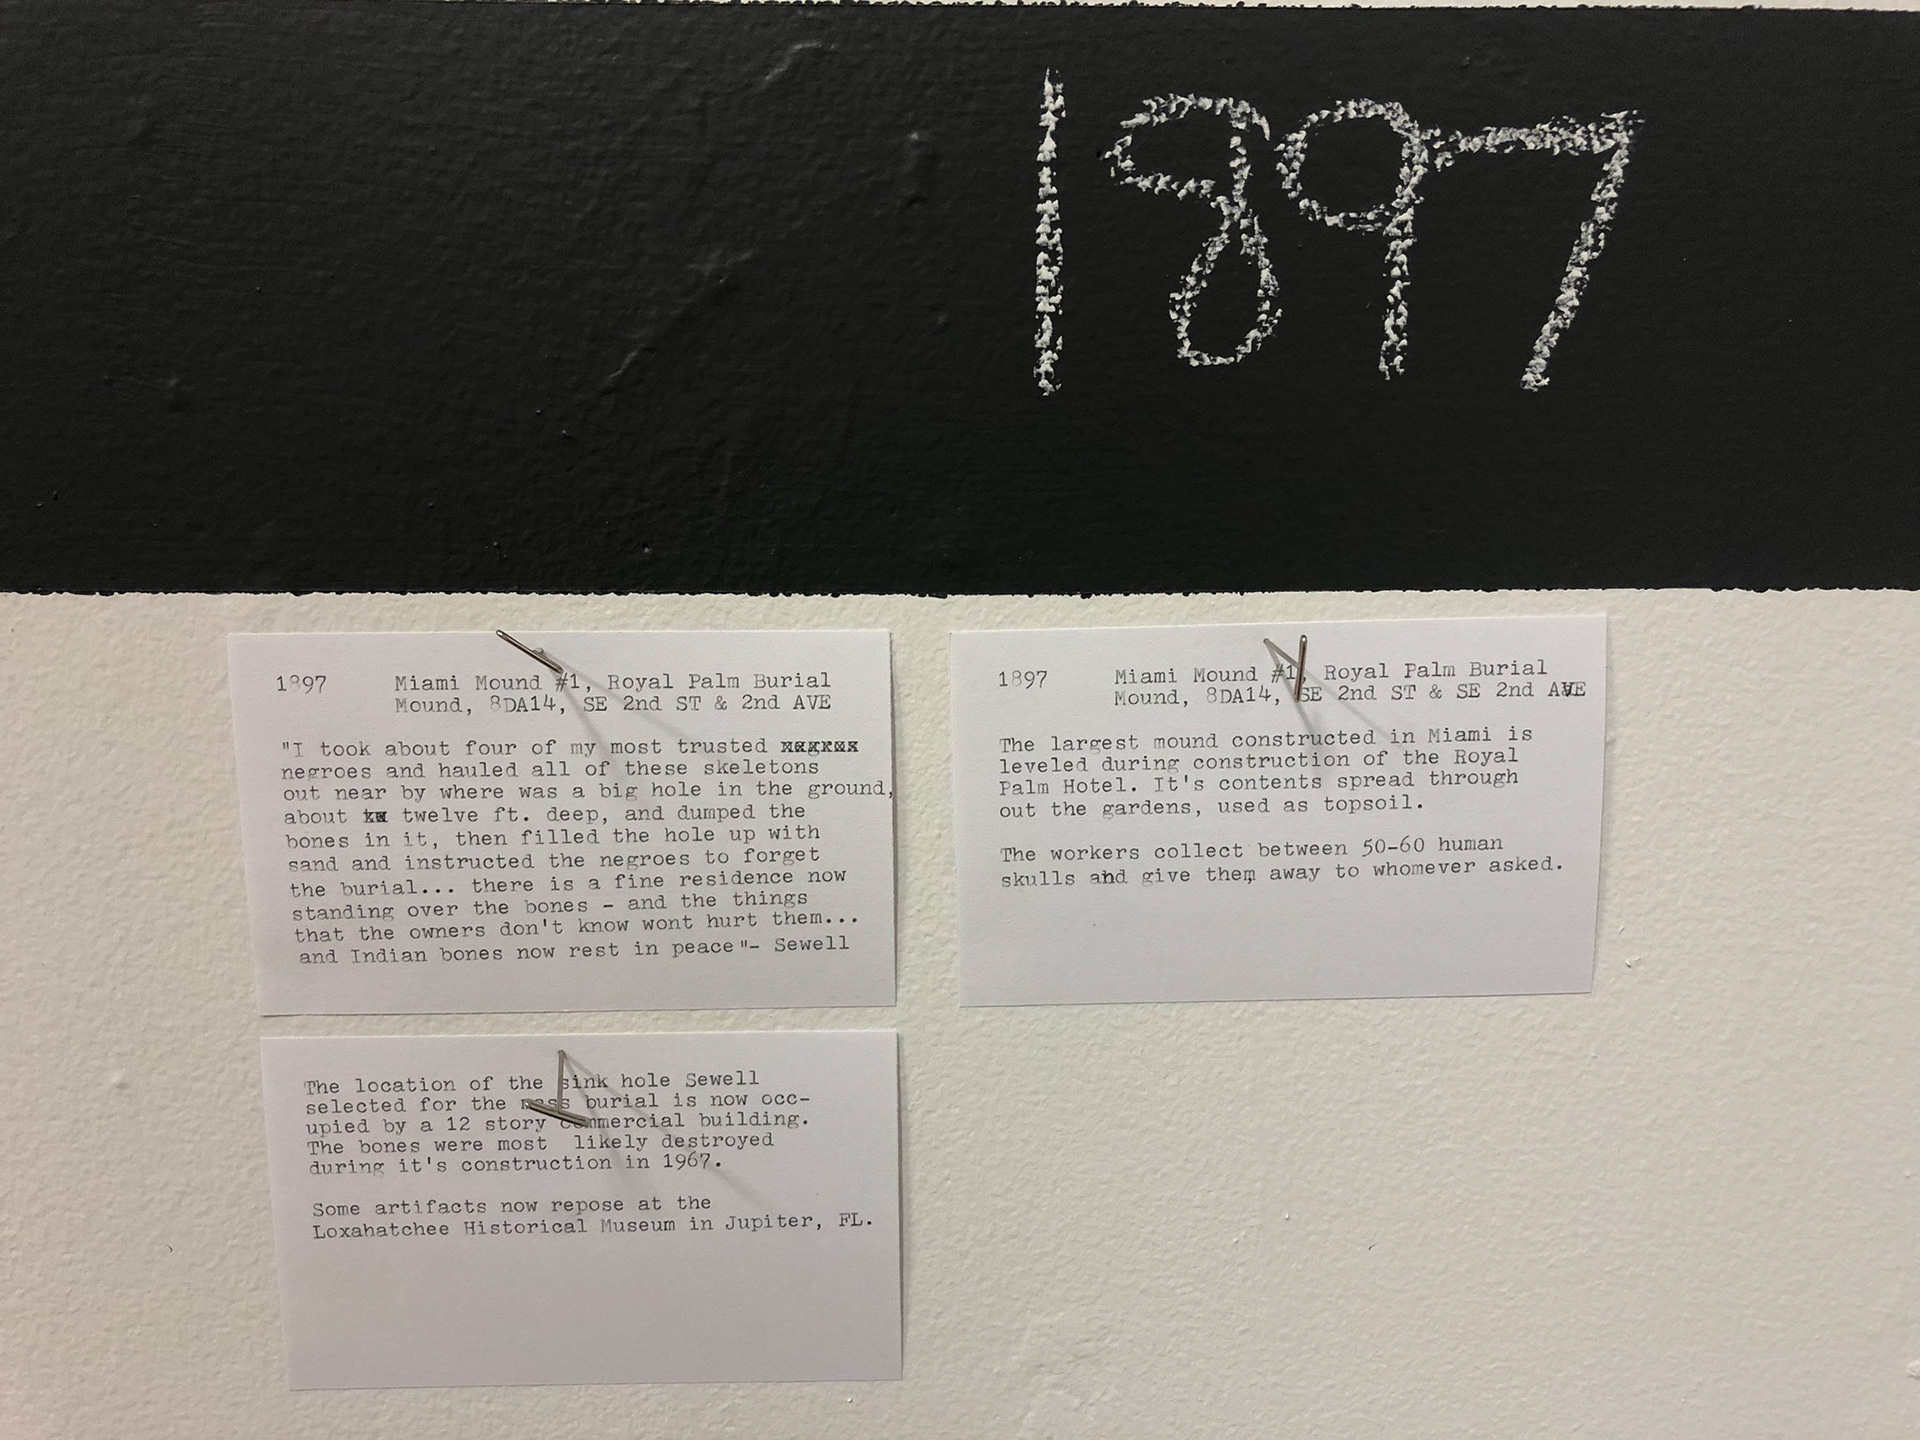 1897
1897 Miami Mound #1, Royal Palm Burial
Mound, 8DA14, SE 2nd ST & 2nd AVE
"I took about four of my most trusted
negroes and hauled all of these skeletons
out near by where was a big hole in the ground,
about twelve ft. deep, and dumped the
bones in it, then filled the hole up with
sand and instructed the negroes to forget
the burial... there is a fine residence now
standing over the bones - and the things
that the owners don't know wont hurt them...
and Indian bones now rest in peace"- Sewell
1897 Miami Mound #1, Royal Palm Burial
Mound, 8DA14, SE 2nd ST & SE 2nd AVE
The largest mound constructed in Miami is
leveled during construction of the Royal
Palm Hotel. It's contents spread through
out the gardens, used as topsoil.
The workers collect between 50-60 human
skulls and give them away to whomever asked.
The location of the sink hole Sewell
selected for the mass burial is now occ-
upied by a 12 story commercial building.
The bones were most likely destroyed
during it's construction in 1967.
Some artifacts now repose at the
Loxahatchee Historical Museum in Jupiter, FL.